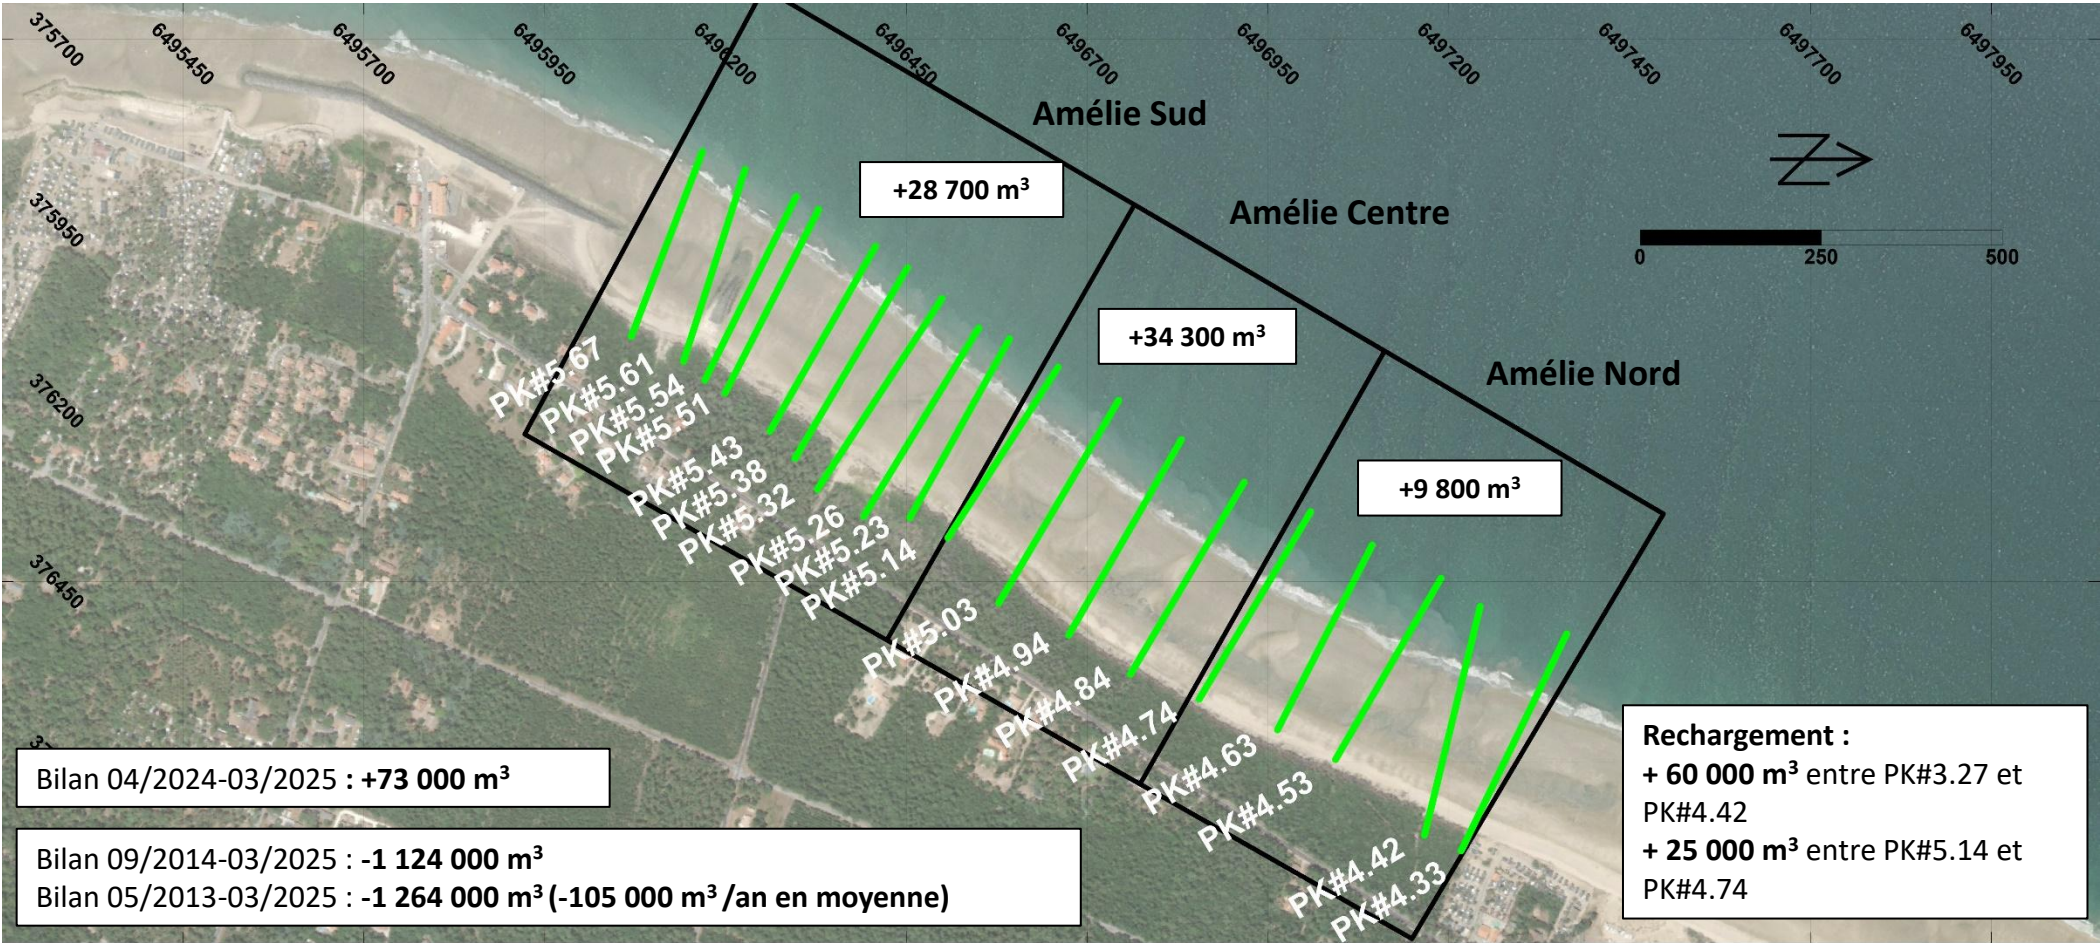 375700
6495450
6495700
6495950
6496200
6496450
6496700
6496950
6497200
6497450
6497700
6497950
Amélie Sud
+28 700 m³
Amélie Centre
+34 300 m³
Amélie Nord
+9 800 m³
0 250 500
375950
376200
376450
PK#5.67
PK#5.61
PK#5.54
PK#5.51
PK#5.43
PK#5.38
PK#5.32
PK#5.26
PK#5.23
PK#5.14
PK#5.03
PK#4.94
PK#4.84
PK#4.74
PK#4.63
PK#4.53
PK#4.42
PK#4.33
Bilan 04/2024-03/2025 : +73 000 m³
Bilan 09/2014-03/2025 : -1 124 000 m³
Bilan 05/2013-03/2025 : -1 264 000 m³ (-105 000 m³ /an en moyenne)
Rechargement :
+ 60 000 m³ entre PK#3.27 et
PK#4.42
+ 25 000 m³ entre PK#5.14 et
PK#4.74